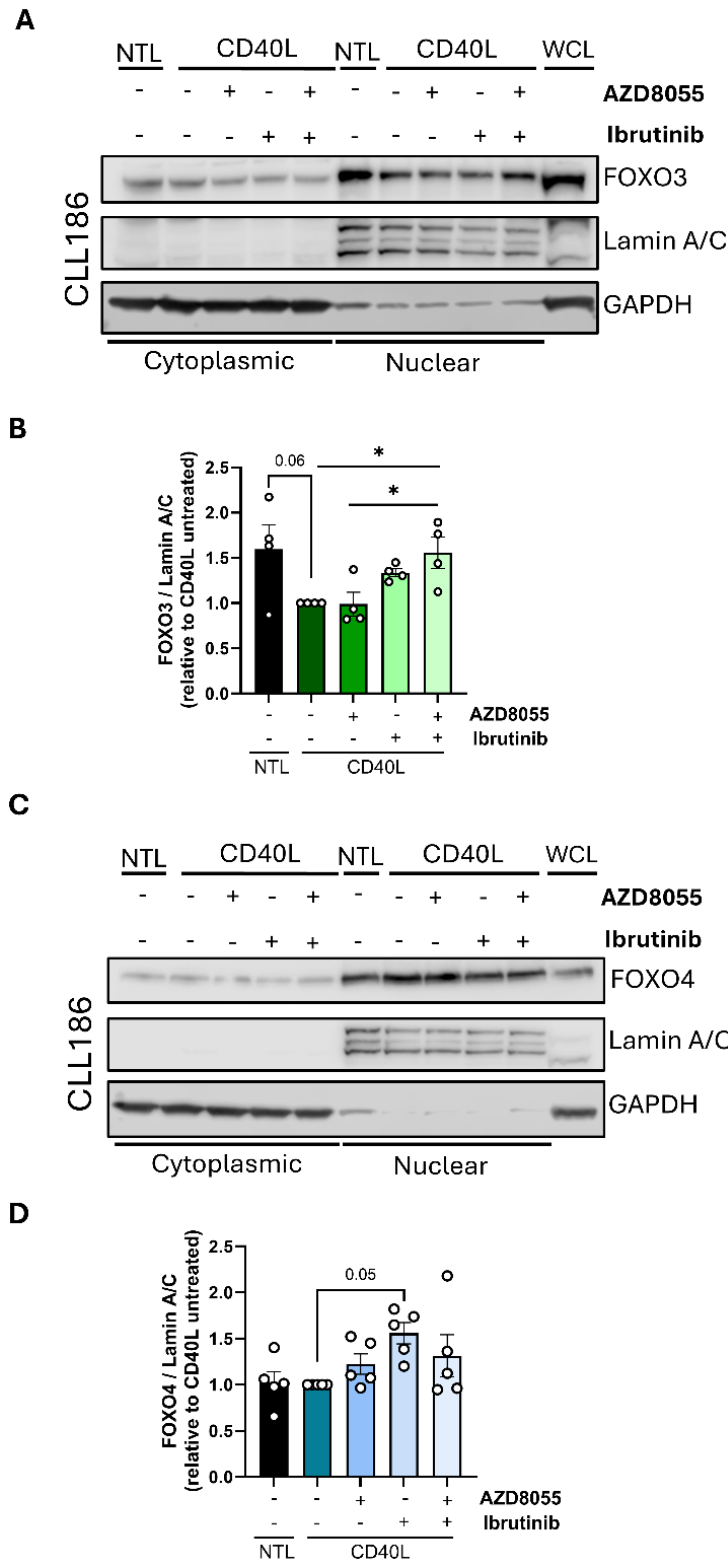 A
NTL CD40L NTL CD40L WCL
- - + - + - - + - + AZD8055
- - - + + - - - + + Ibrutinib
CLL186
FOXO3
Lamin A/C
GAPDH
Cytoplasmic Nuclear
B
FOXO3 / Lamin A/C
(relative to CD40L untreated)
2.5
2.0
1.5
1.0
0.5
0.0
0.06
*
*
- - + - + AZD8055
- - - + + Ibrutinib
NTL CD40L
C
NTL CD40L NTL CD40L WCL
- - + - + - - + - + AZD8055
- - - + + - - - + + Ibrutinib
CLL186
FOXO4
Lamin A/C
GAPDH
Cytoplasmic Nuclear
D
FOXO4 / Lamin A/C
(relative to CD40L untreated)
2.5
2.0
1.5
1.0
0.5
0.0
0.05
- - + - + AZD8055
- - - + + Ibrutinib
NTL CD40L